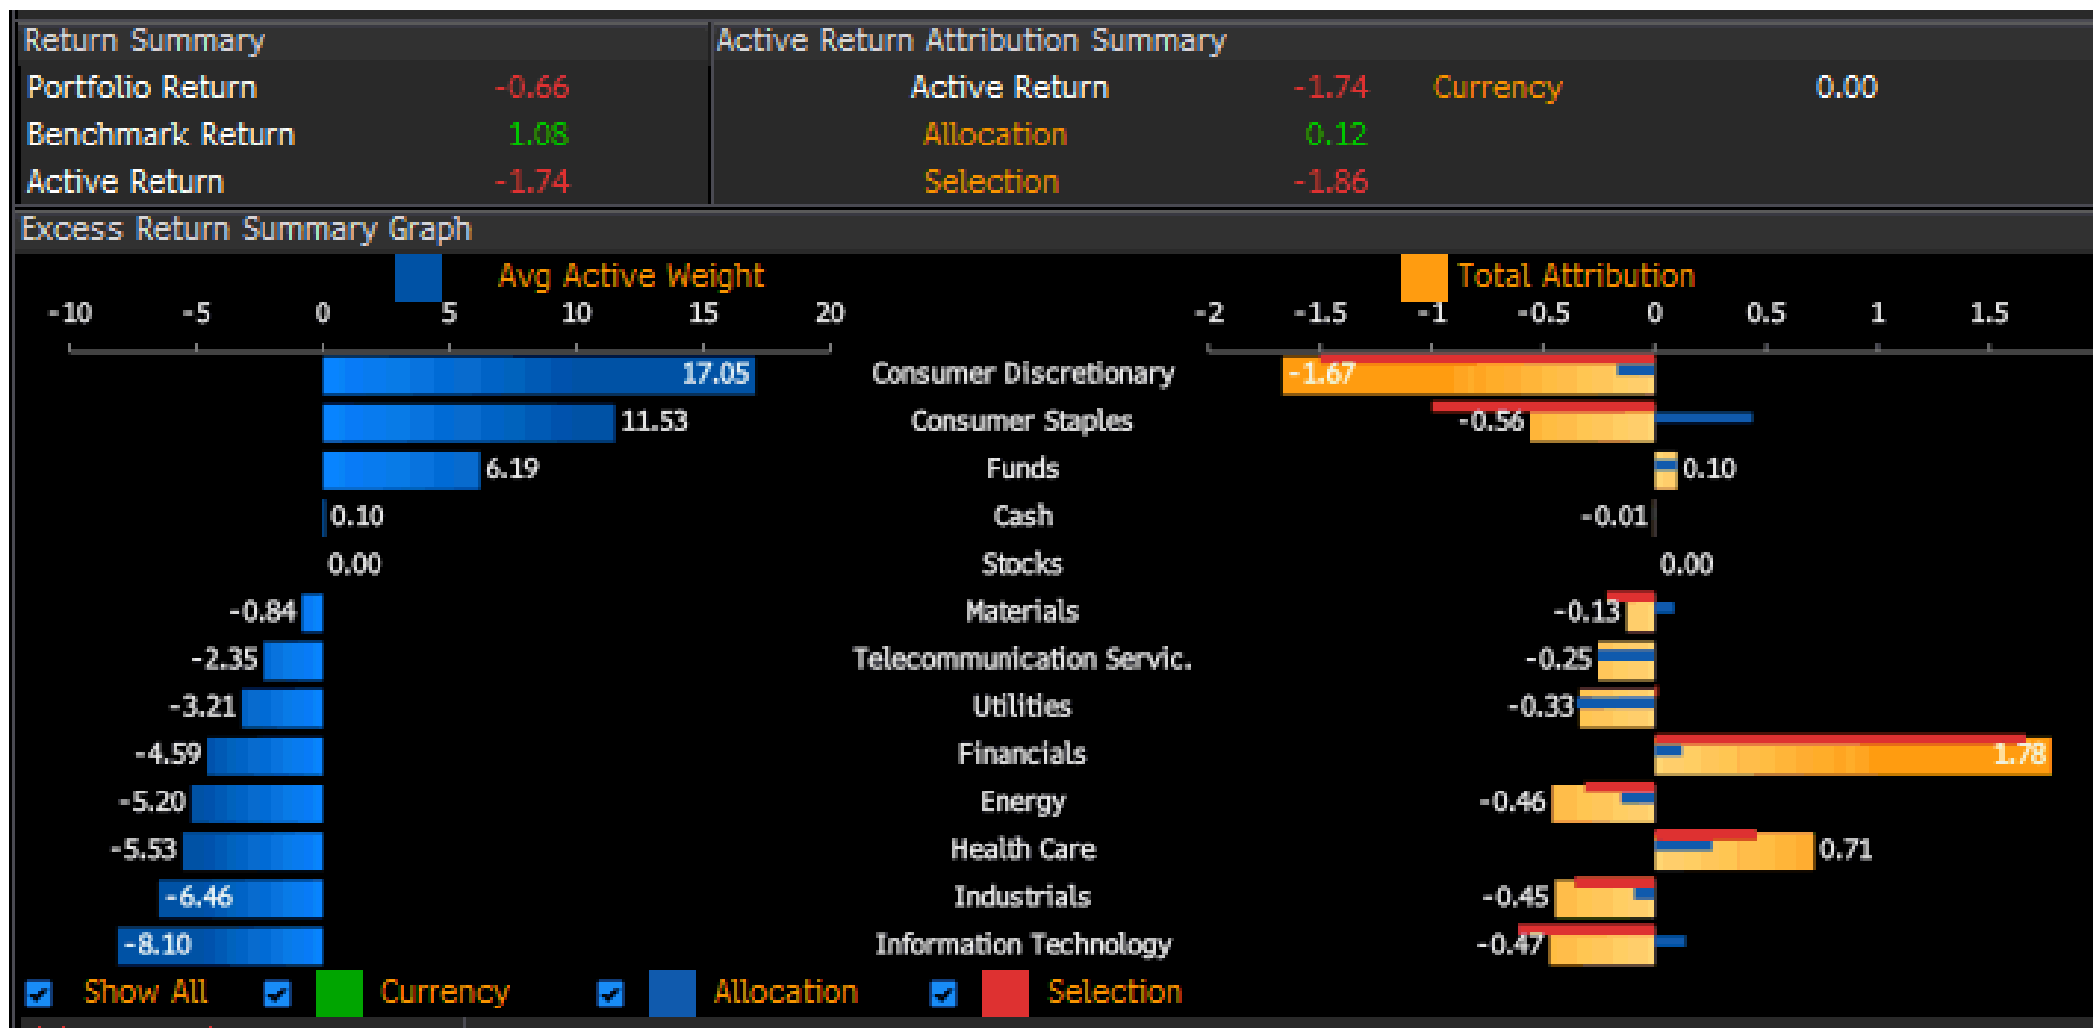 Return Summary
Portfolio Return -0.66
Benchmark Return 1.08
Active Return -1.74
Active Return Attribution Summary
Active Return -1.74 Currency 0.00
Allocation 0.12
Selection -1.86
Excess Return Summary Graph
Avg Active Weight Total Attribution
-10 -5 0 5 10 15 20 -2 -1.5 -1 -0.5 0 0.5 1 1.5
17.05 Consumer Discretionary -1.67
11.53 Consumer Staples -0.56
6.19 Funds 0.10
0.10 Cash -0.01
0.00 Stocks 0.00
-0.84 Materials -0.13
-2.35 Telecommunication Servic. -0.25
-3.21 Utilities -0.33
-4.59 Financials 1.78
-5.20 Energy -0.46
-5.53 Health Care 0.71
-6.46 Industrials -0.45
-8.10 Information Technology -0.47
Show All Currency Allocation Selection